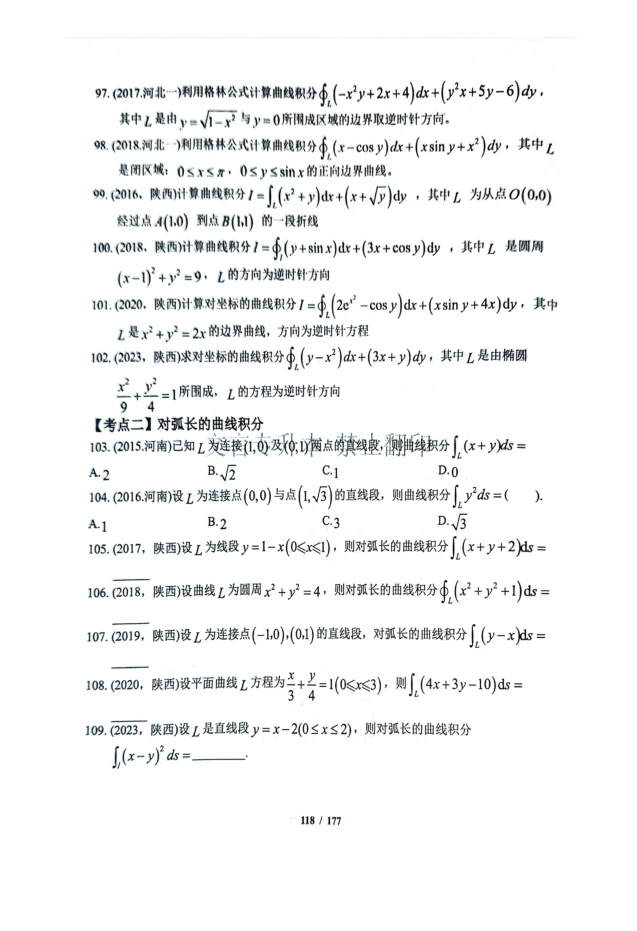 97. (2017.河北一)利用格林公式计算曲线积分∮_L(-x²y+2x+4)dx+(y²x+5y-6)dy，
其中L是由y=√(1-x²)与y=0所围成区域的边界取逆时针方向。
98. (2018.河北一)利用格林公式计算曲线积分∮_L(x-cos y)dx+(x sin y+x²)dy，其中L
是闭区域：0≤x≤π，0≤y≤sin x的正向边界曲线。
99. (2016，陕西)计算曲线积分I=∫_L(x²+y)dx+(x+√y)dy，其中L为从点O(0,0)
经过点A(1,0)到点B(1,1)的一段折线
100. (2018、陕西)计算曲线积分I=∮_L(y+sin x)dx+(3x+cos y)dy，其中L是圆周
(x-1)²+y²=9，L的方向为逆时针方向
101. (2020、陕西)计算对坐标的曲线积分I=∮_L(2e^{x²}-cos y)dx+(x sin y+4x)dy，其中
L是x²+y²=2x的边界曲线，方向为逆时针方程
102. (2023，陕西)求对坐标的曲线积分∮_L(y-x²)dx+(3x+y)dy，其中L是由椭圆
x²/9+y²/4=1所围成，L的方程为逆时针方向
【考点二】对弧长的曲线积分
103. (2015.河南)已知L为连接(1,0)及(0,1)两点的直线段，则曲线积分∫_L(x+y)ds=
A.2 B.√2 C.1 D.0
104. (2016.河南)设L为连接点(0,0)与点(1,√3)的直线段，则曲线积分∫_L y²ds=( ).
A.1 B.2 C.3 D.√3
105. (2017，陕西)设L为线段y=1-x(0≤x≤1)，则对弧长的曲线积分∫_L(x+y+2)ds=
106. (2018，陕西)设曲线L为圆周x²+y²=4，则对弧长的曲线积分∮_L(x²+y²+1)ds=
107. (2019，陕西)设L为连接点(-1,0),(0,1)的直线段，对弧长的曲线积分∫_L(y-x)ds=
108. (2020，陕西)设平面曲线L方程为x/3+y/4=1(0≤x≤3)，则∫_L(4x+3y-10)ds=
109. (2023，陕西)设L是直线段y=x-2(0≤x≤2)，则对弧长的曲线积分
∫_L(x-y)²ds=______.
118 / 177